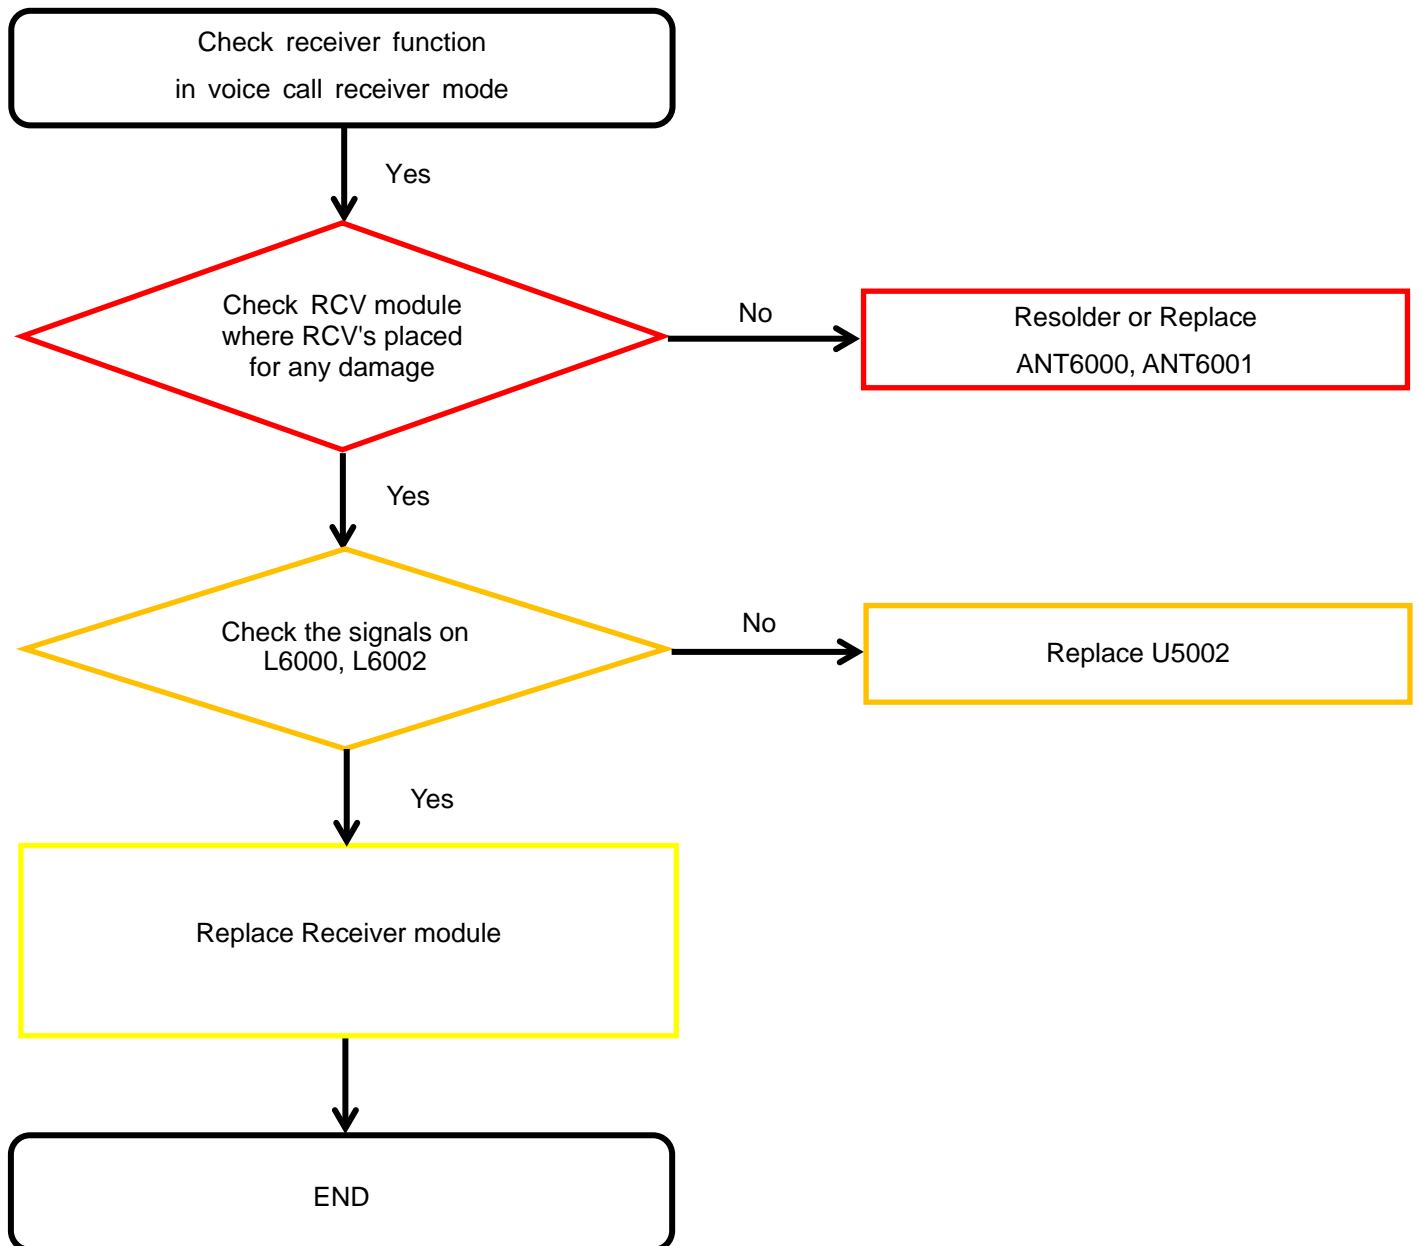 Check receiver function
in voice call receiver mode
Yes
Check RCV module
where RCV's placed
for any damage
No
Resolder or Replace
ANT6000, ANT6001
Yes
Check the signals on
L6000, L6002
No
Replace U5002
Yes
Replace Receiver module
END